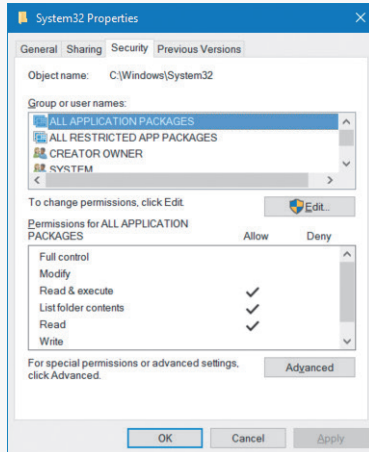 System32 Properties
General Sharing Security Previous Versions
Object name: C:\Windows\System32
Group or user names:
ALL APPLICATION PACKAGES
ALL RESTRICTED APP PACKAGES
CREATOR OWNER
SYSTEM
To change permissions, click Edit.
Edit...
Permissions for ALL APPLICATION
PACKAGES Allow Deny
Full control
Modify
Read & execute
List folder contents
Read
Write
For special permissions or advanced settings,
click Advanced.
Advanced
OK Cancel Apply